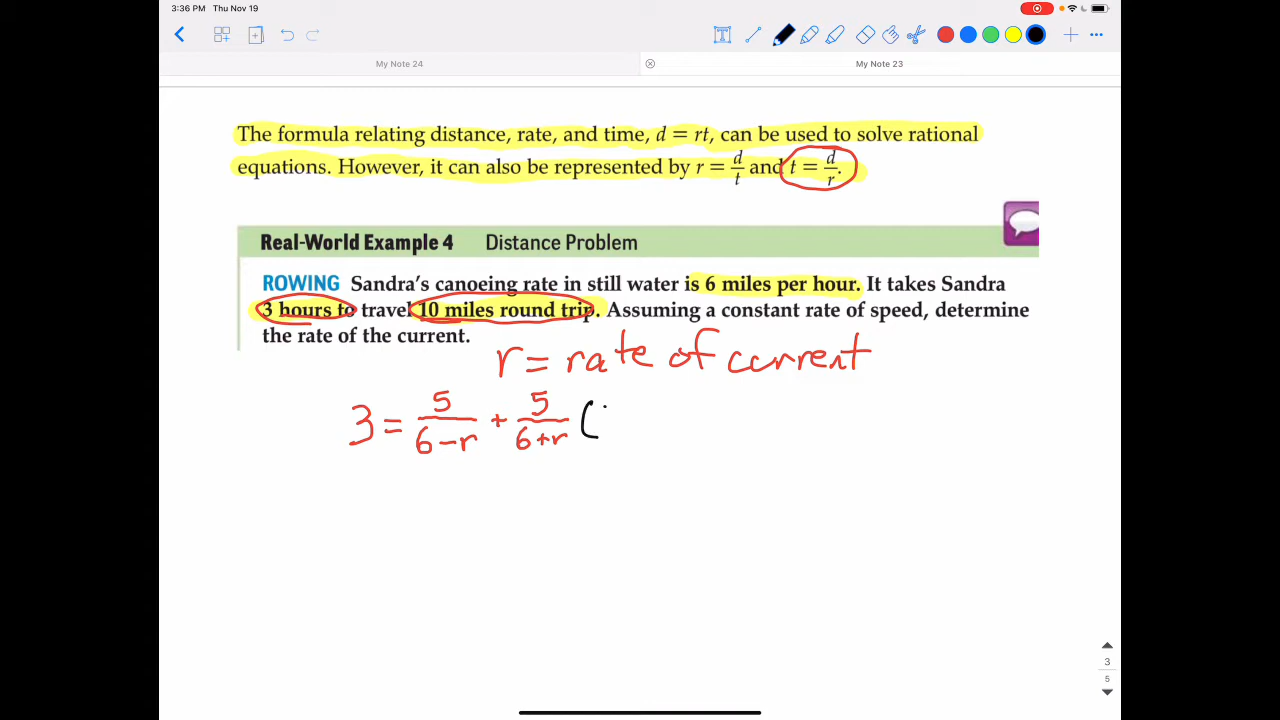 3:36 PM Thu Nov 19
My Note 24
My Note 23
The formula relating distance, rate, and time, d = rt, can be used to solve rational
equations. However, it can also be represented by r = d/t and t = d/r.
Real-World Example 4 Distance Problem
ROWING Sandra's canoeing rate in still water is 6 miles per hour. It takes Sandra
3 hours to travel 10 miles round trip. Assuming a constant rate of speed, determine
the rate of the current.
r = rate of current
3 = 5/(6-r) + 5/(6+r) (
3
5